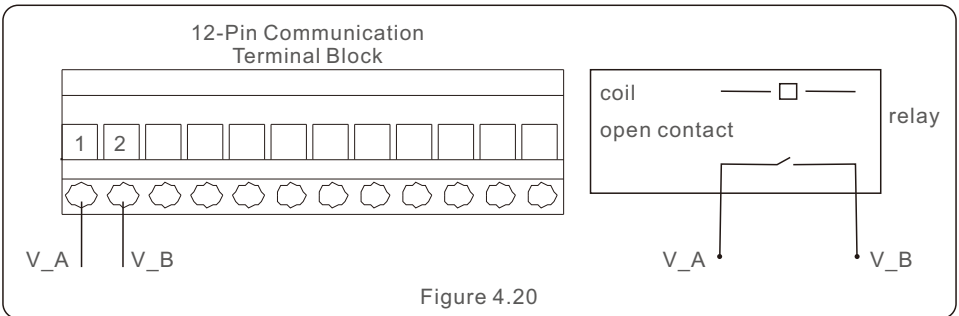 12-Pin Communication
Terminal Block
1 2
V_A V_B
coil
open contact
relay
V_A V_B
Figure 4.20